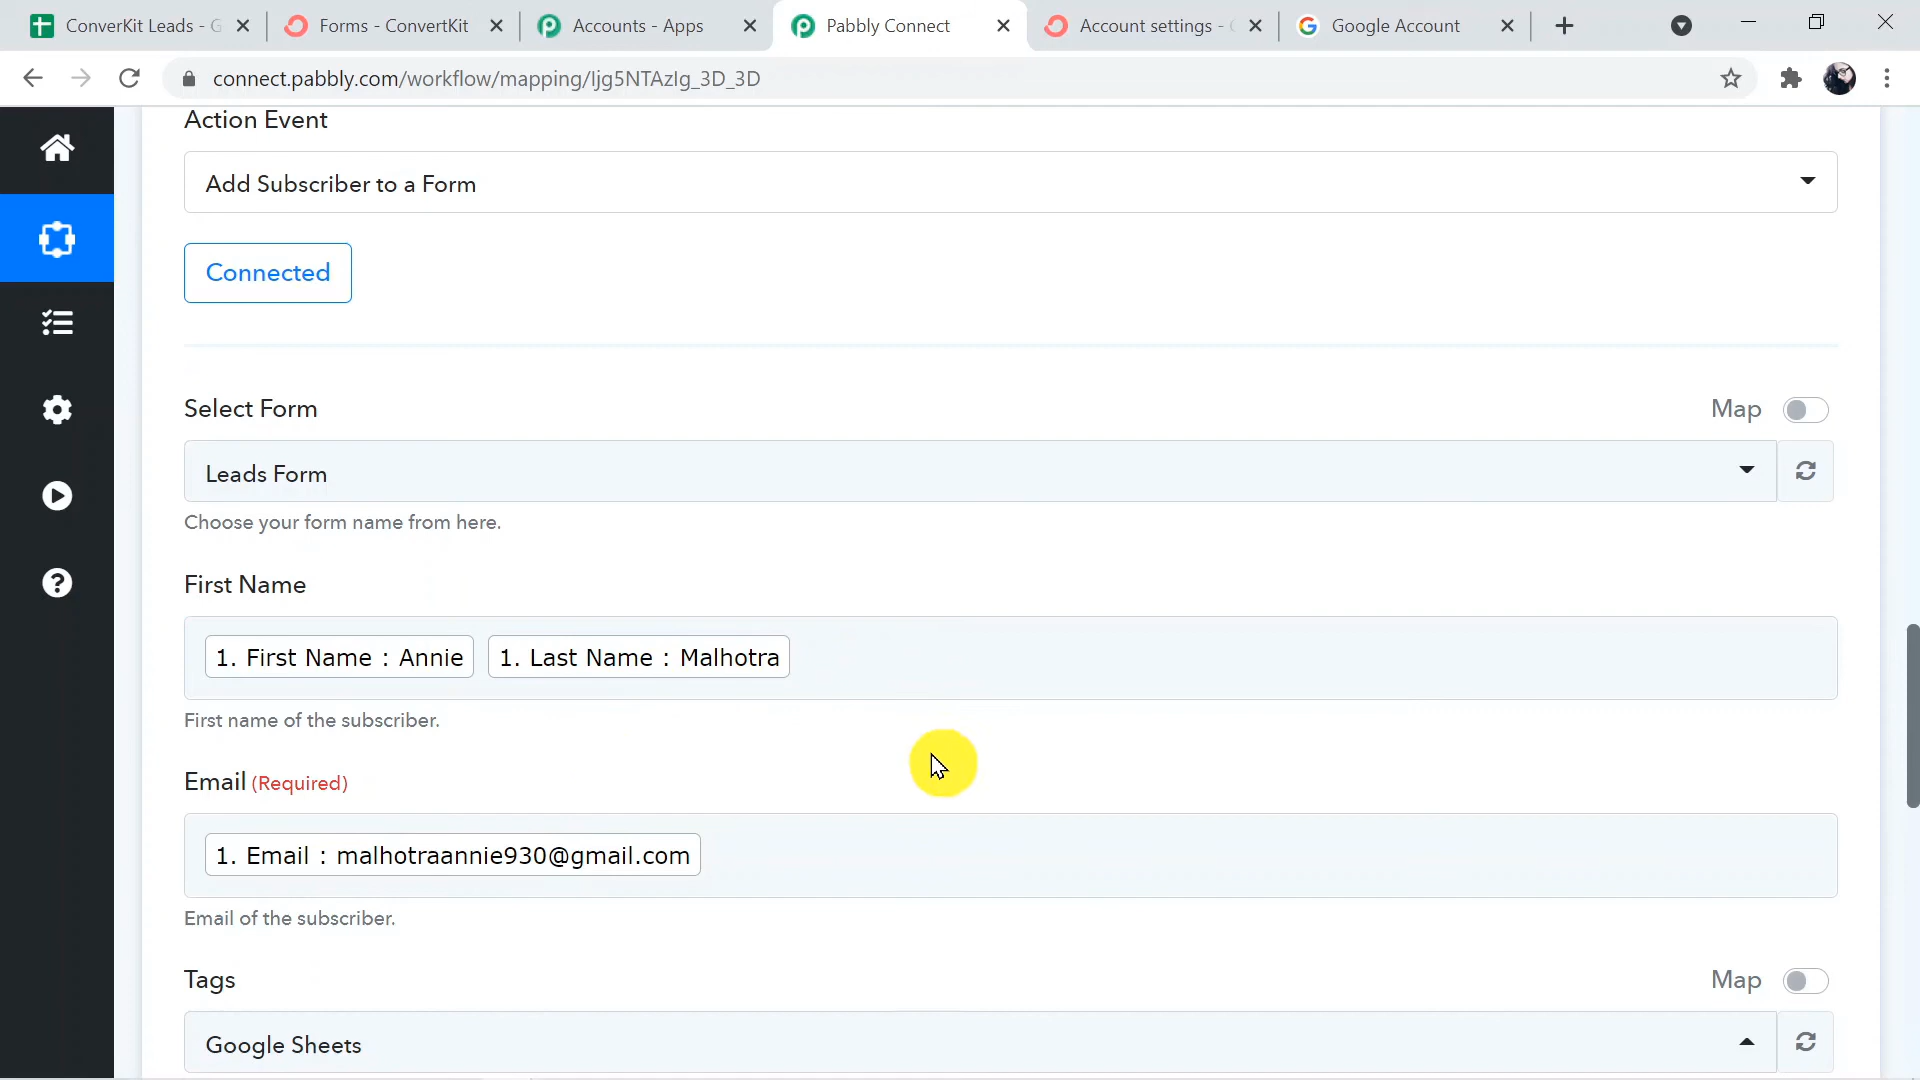 ConverKit Leads - G
Forms - ConvertKit
Accounts - Apps
Pabbly Connect
Account settings -
Google Account
connect.pabbly.com/workflow/mapping/
Action Event
Add Subscriber to a Form
Connected
Select Form
Map
Leads Form
Choose your form name from here.
First Name
1. First Name : Annie
1. Last Name : Malhotra
First name of the subscriber.
Email (Required)
1. Email : malhotraannie930@gmail.com
Email of the subscriber.
Tags
Map
Google Sheets